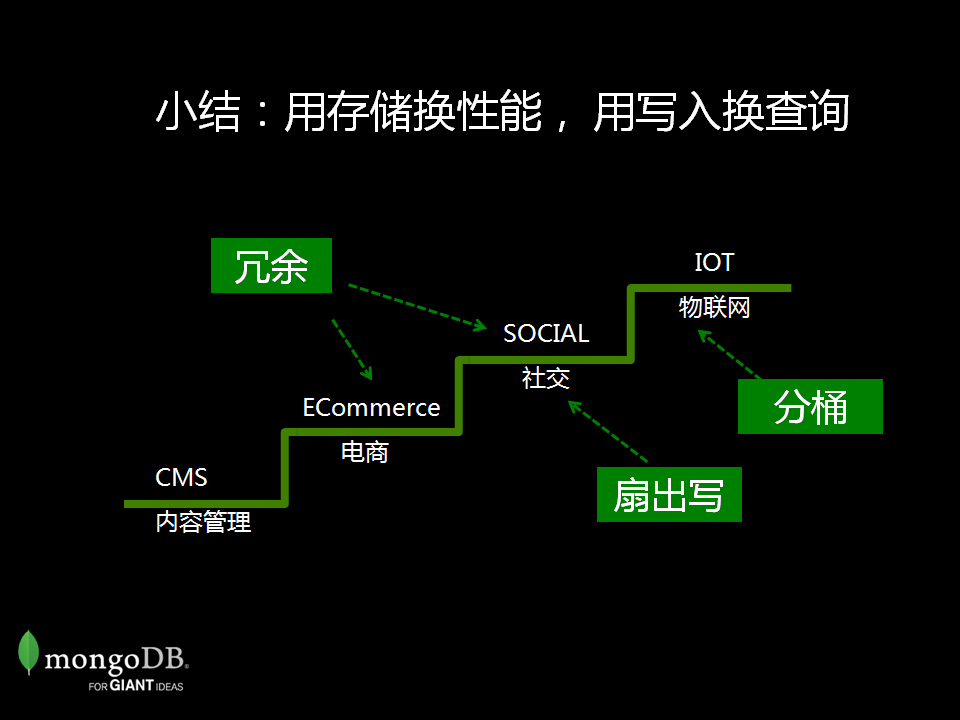 小结：用存储换性能，用写入换查询
冗余
IOT
物联网
SOCIAL
社交
分桶
ECommerce
电商
扇出写
CMS
内容管理
mongoDB®
FOR GIANT IDEAS